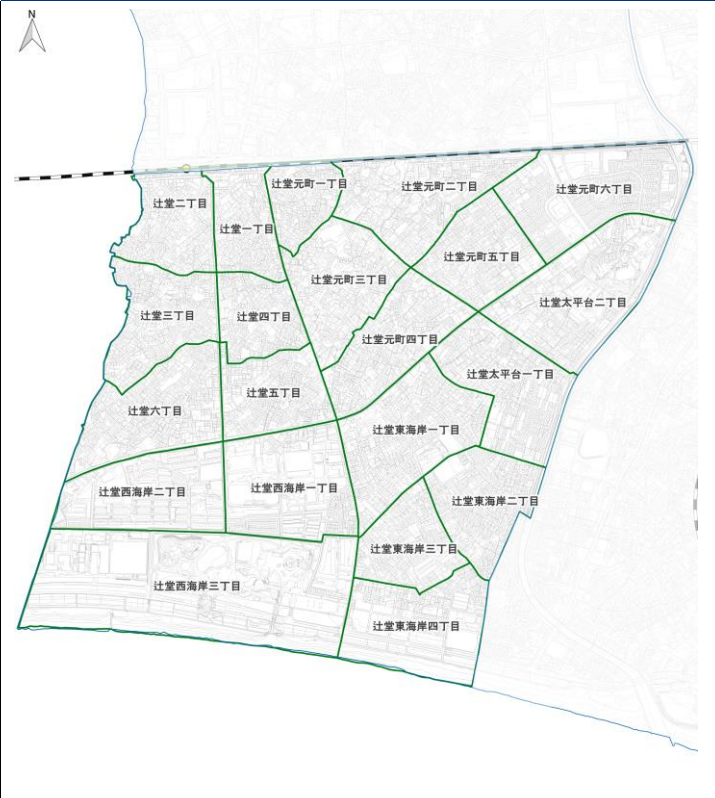 N
辻堂元町一丁目
辻堂元町二丁目
辻堂元町六丁目
辻堂二丁目
辻堂一丁目
辻堂元町五丁目
辻堂元町三丁目
辻堂太平台二丁目
辻堂三丁目
辻堂四丁目
辻堂元町四丁目
辻堂太平台一丁目
辻堂五丁目
辻堂六丁目
辻堂東海岸一丁目
辻堂西海岸二丁目
辻堂西海岸一丁目
辻堂東海岸二丁目
辻堂東海岸三丁目
辻堂西海岸三丁目
辻堂東海岸四丁目